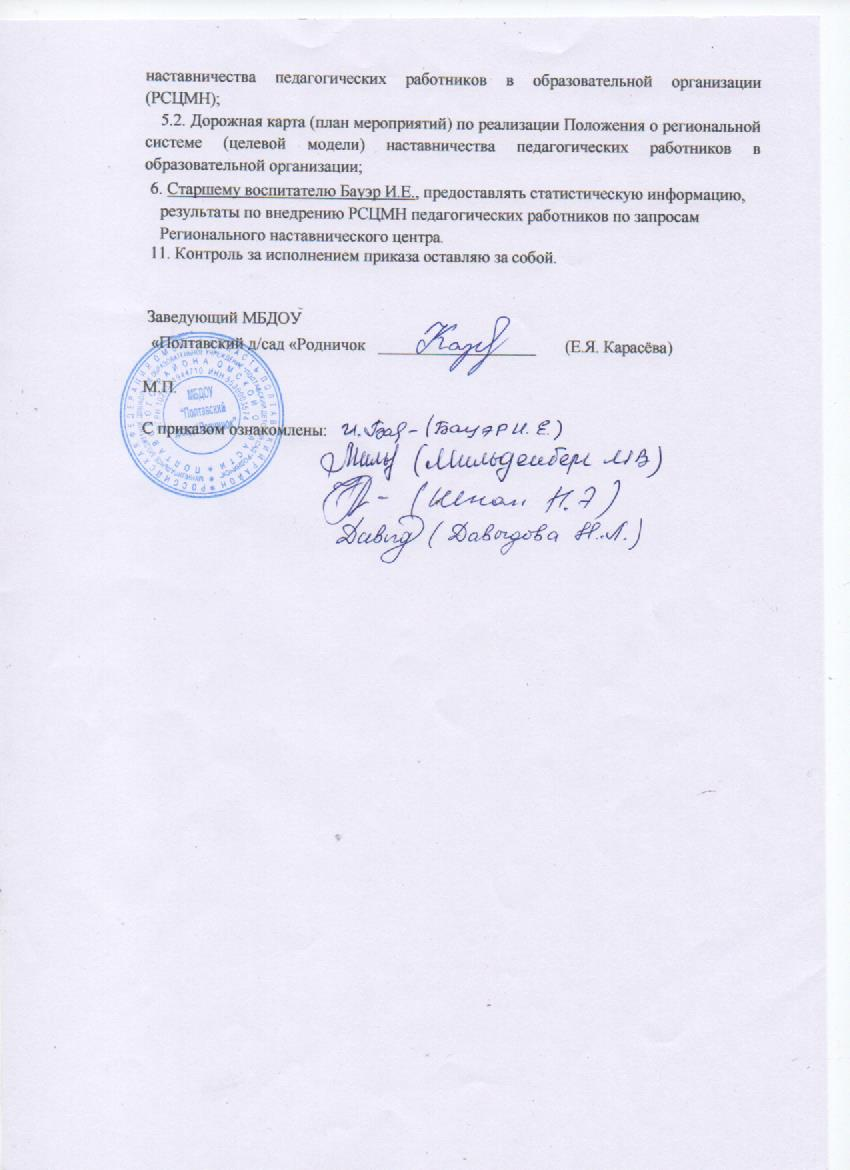 наставничества педагогических работников в образовательной организации
(РСЦМН);
5.2. Дорожная карта (план мероприятий) по реализации Положения о региональной
системе (целевой модели) наставничества педагогических работников в
образовательной организации;
6. Старшему воспитателю Бауэр И.Е., предоставлять статистическую информацию,
результаты по внедрению РСЦМН педагогических работников по запросам
Регионального наставнического центра.
11. Контроль за исполнением приказа оставляю за собой.
Заведующий МБДОУ
«Полтавский д/сад «Родничок (Е.Я. Карасёва)
М.П.
МБДОУ
"Полтавский
С приказом ознакомлены: (Бауэр И.Е.)
(Мильденберг М В)
Давыд (Давыдова Н.Л.)